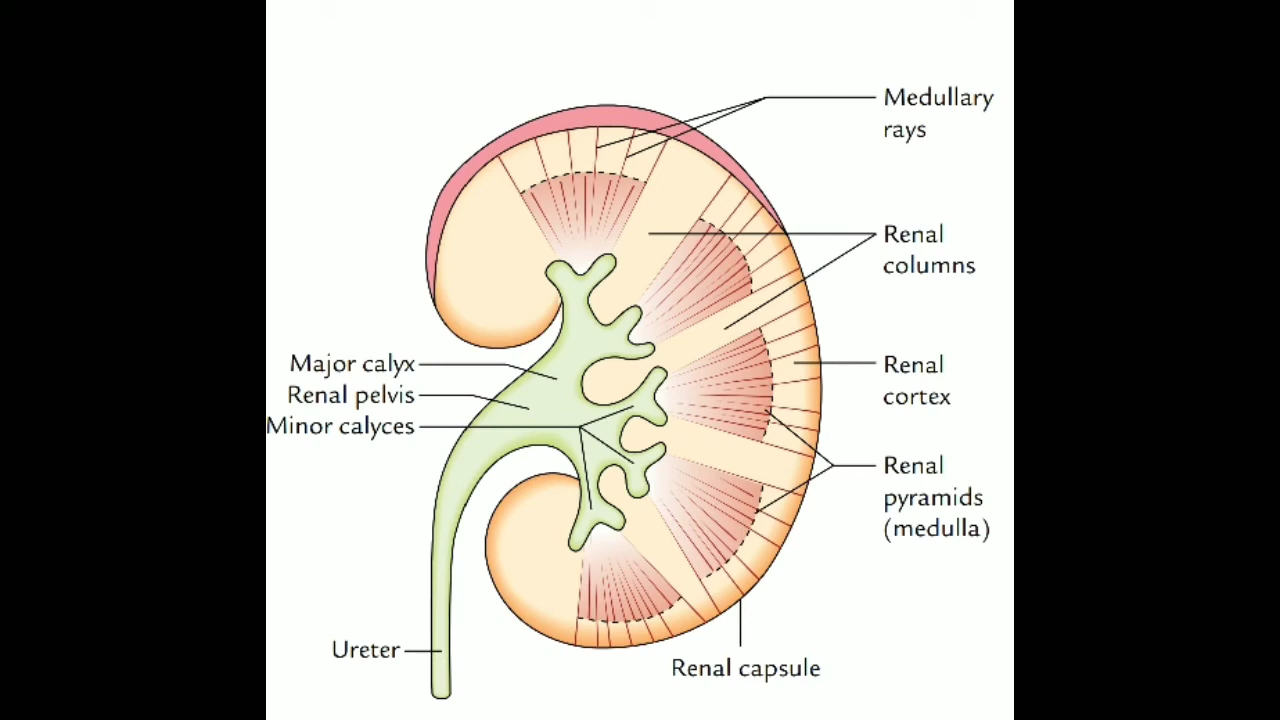 Medullary
rays
Renal
columns
Major calyx
Renal pelvis
Minor calyces
Renal
cortex
Renal
pyramids
(medulla)
Ureter
Renal capsule